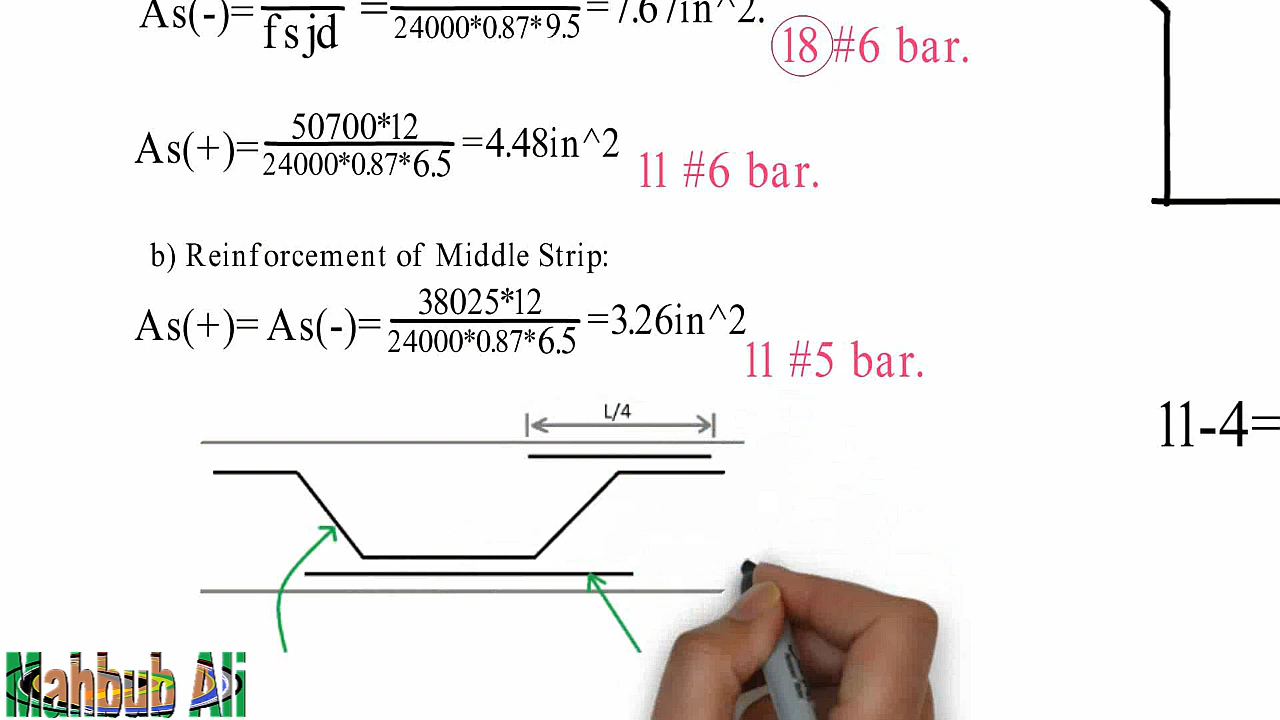 As(-)= / fsjd = / 24000*0.87*9.5 =7.67in^2.
18 #6 bar.
As(+)= 50700*12 / 24000*0.87*6.5 =4.48in^2
11 #6 bar.
b) Reinforcement of Middle Strip:
As(+)= As(-)= 38025*12 / 24000*0.87*6.5 =3.26in^2
11 #5 bar.
L/4
11-4=
Mahbub Ali